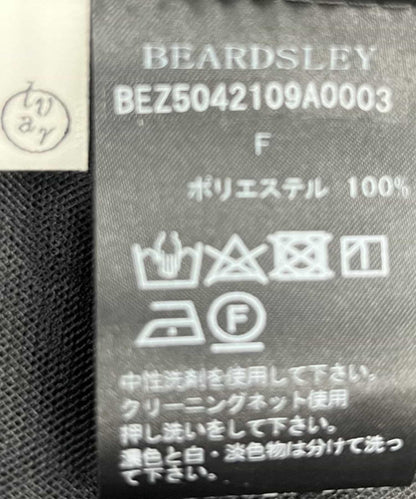 BEARDSLEY
BEZ5042109A0003
F
ポリエステル 100%
F
中性洗剤を使用して下さい。
クリーニングネット使用
押し洗いをして下さい。
濃色と白・淡色物は分けて洗っ
て下さい。